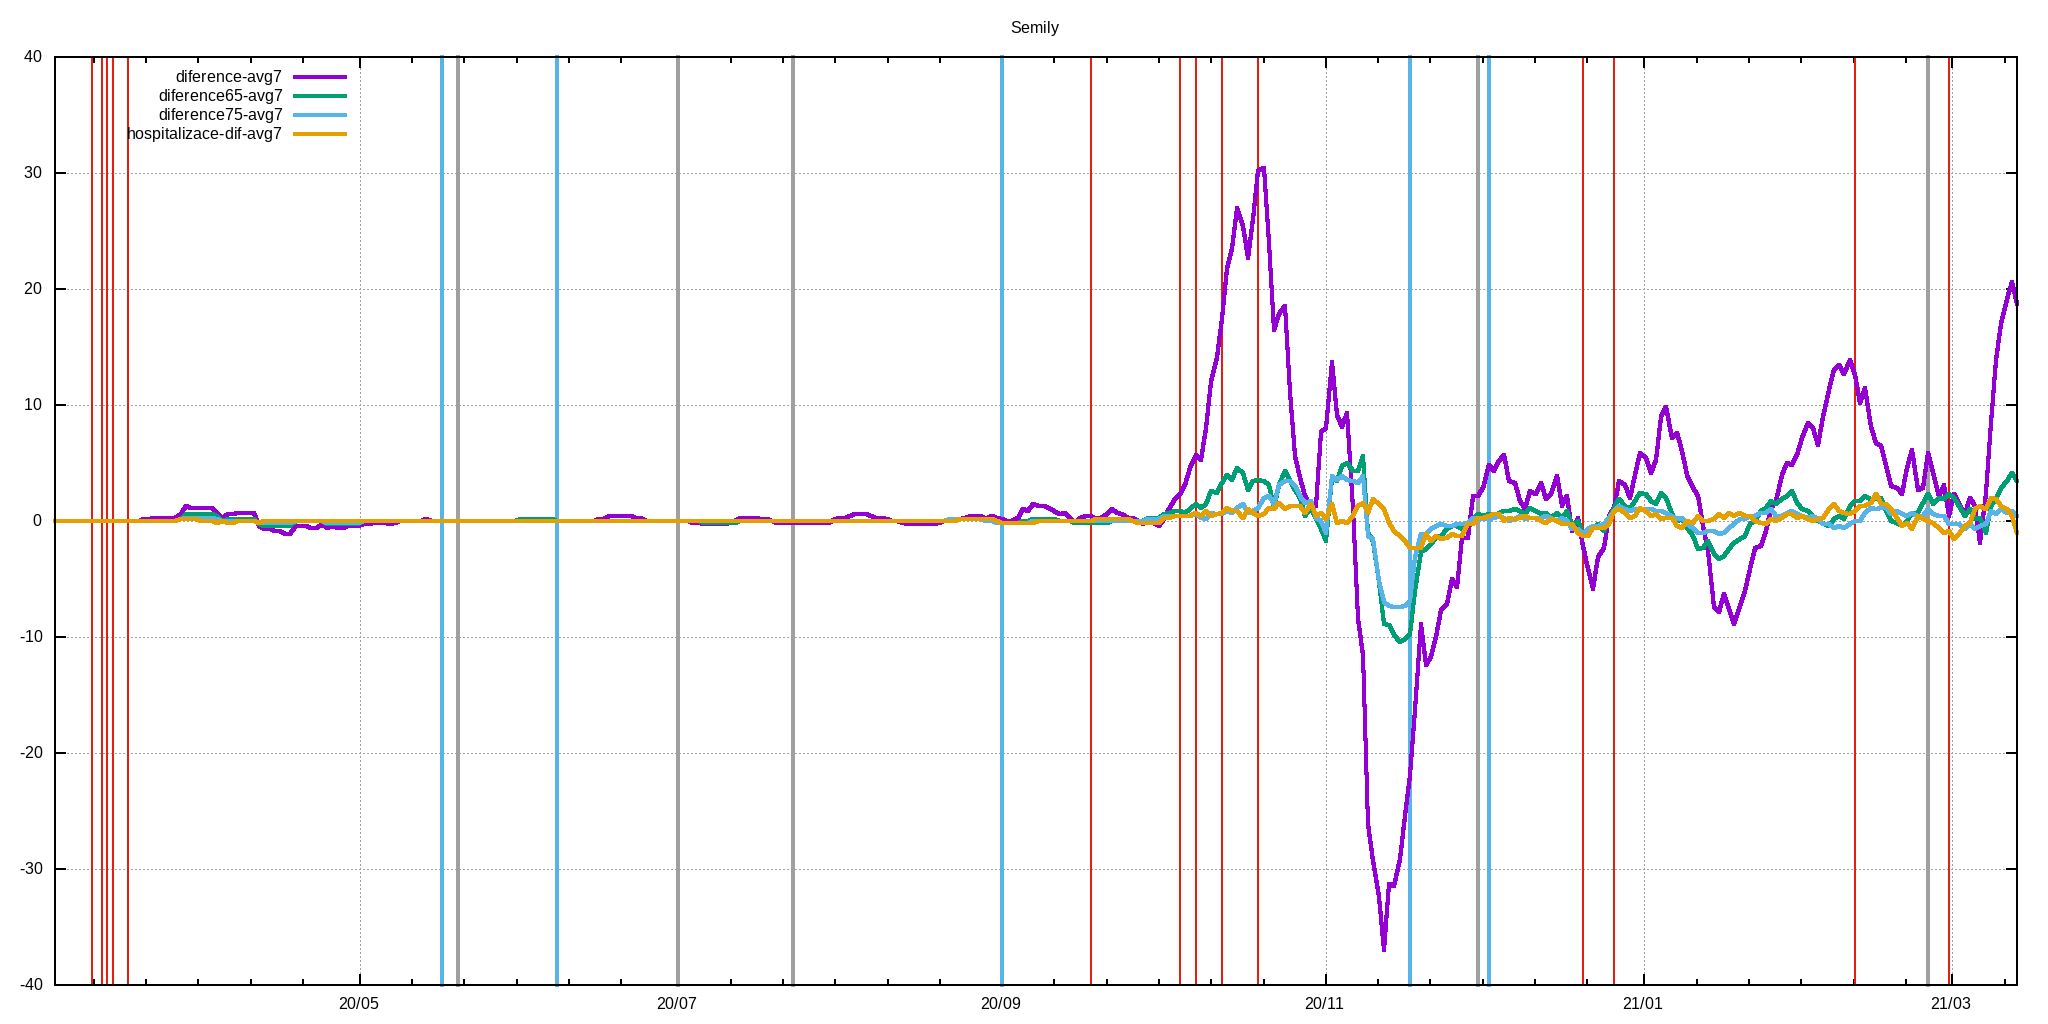 Semily
diference-avg7
diference65-avg7
diference75-avg7
hospitalizace-dif-avg7
40
30
20
10
0
-10
-20
-30
-40
20/05 20/07 20/09 20/11 21/01 21/03